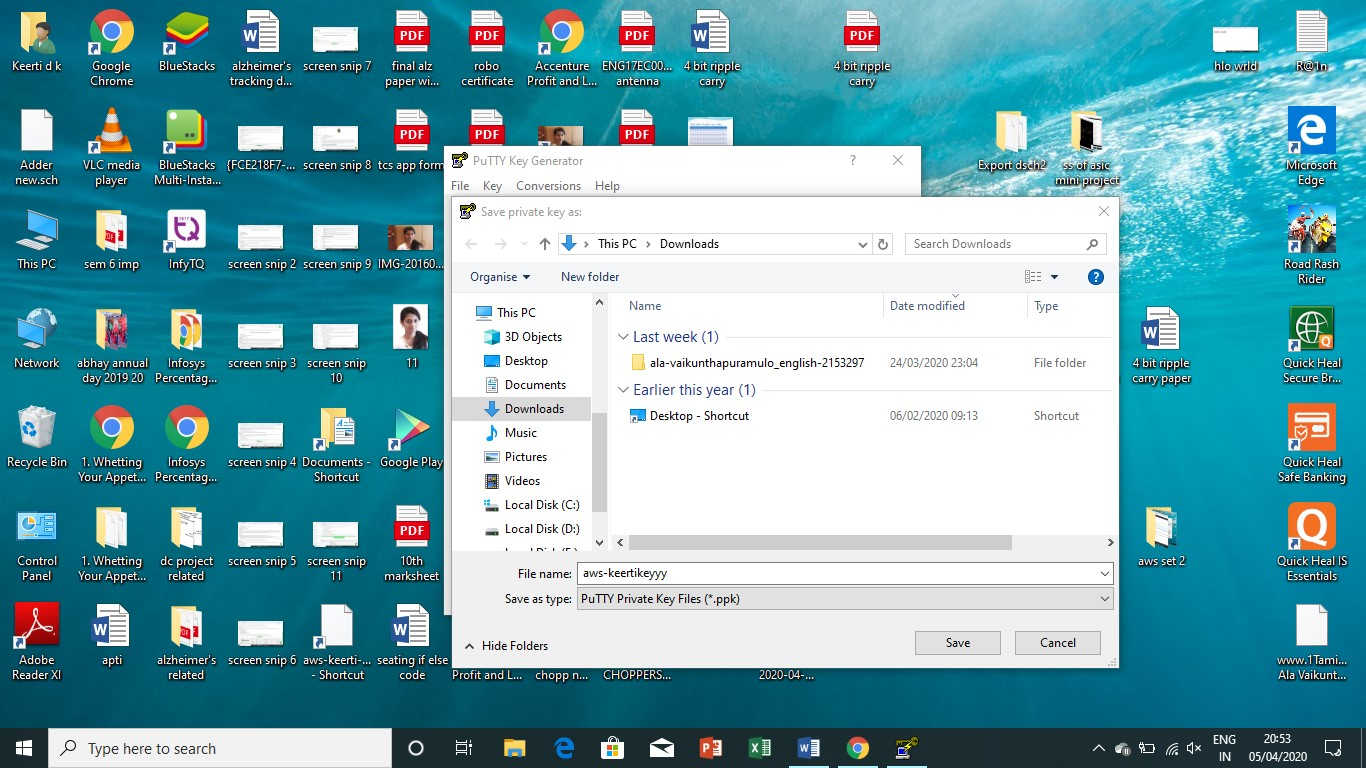 Keerti d k
Google
Chrome
BlueStacks
alzheimer's
tracking d...
screen snip 7
final alz
paper wi...
robo
certificate
Accenture
Profit and L...
ENG17EC00...
antenna
4 bit ripple
carry
4 bit ripple
carry
hlo wrld
R@1n
Adder
new.sch
VLC media
player
BlueStacks
Multi-Insta...
{FCE218F7-...
screen snip 8
tcs app form
Export dsch2
ss of asic
mini project
Microsoft
Edge
This PC
sem 6 imp
InfyTQ
screen snip 2
screen snip 9
IMG-20160...
Road Rash
Rider
Network
abhay annual
day 2019 20
Infosys
Percentag...
screen snip 3
screen snip
10
11
4 bit ripple
carry paper
Quick Heal
Secure Br...
Recycle Bin
1. Whetting
Your Appet...
Infosys
Percentag...
screen snip 4
Documents -
Shortcut
Google Play
Quick Heal
Safe Banking
Control
Panel
1. Whetting
Your Appet...
dc project
related
screen snip 5
screen snip
11
10th
marksheet
aws set 2
Quick Heal IS
Essentials
Adobe
Reader XI
apti
alzheimer's
related
screen snip 6
aws-keerti-...
- Shortcut
seating if else
code
Profit and L...
chopp n...
CHOPPERS...
2020-04-...
www.1Tami...
Ala Vaikunt...
PuTTY Key Generator
?
File Key Conversions Help
Save private key as:
This PC > Downloads
Search Downloads
Organise
New folder
This PC
3D Objects
Desktop
Documents
Downloads
Music
Pictures
Videos
Local Disk (C:)
Local Disk (D:)
Name Date modified Type
Last week (1)
ala-vaikunthapuramulo_english-2153297 24/03/2020 23:04 File folder
Earlier this year (1)
Desktop - Shortcut 06/02/2020 09:13 Shortcut
File name: aws-keertikeyyy
Save as type: PuTTY Private Key Files (*.ppk)
Hide Folders
Save
Cancel
Type here to search
ENG
IN
20:53
05/04/2020